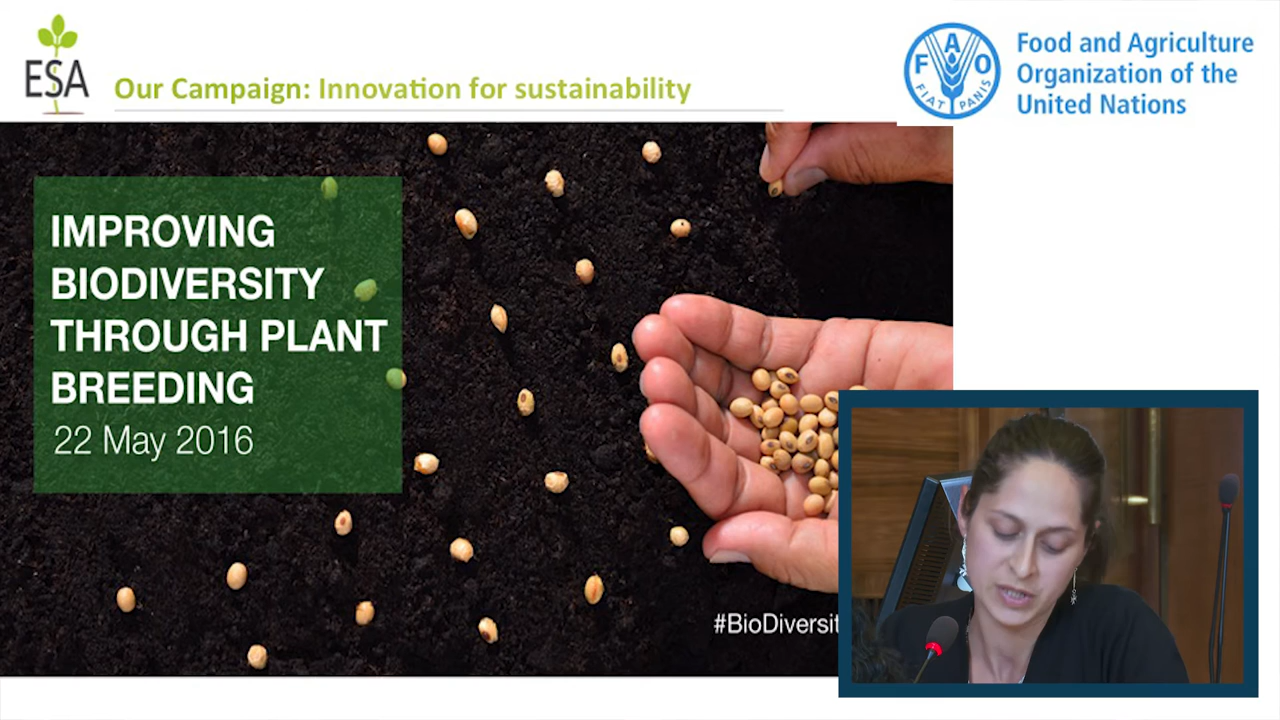 ESA
Our Campaign: Innovation for sustainability
FAO
FIAT PANIS
Food and Agriculture
Organization of the
United Nations
IMPROVING
BIODIVERSITY
THROUGH PLANT
BREEDING
22 May 2016
#BioDiversit